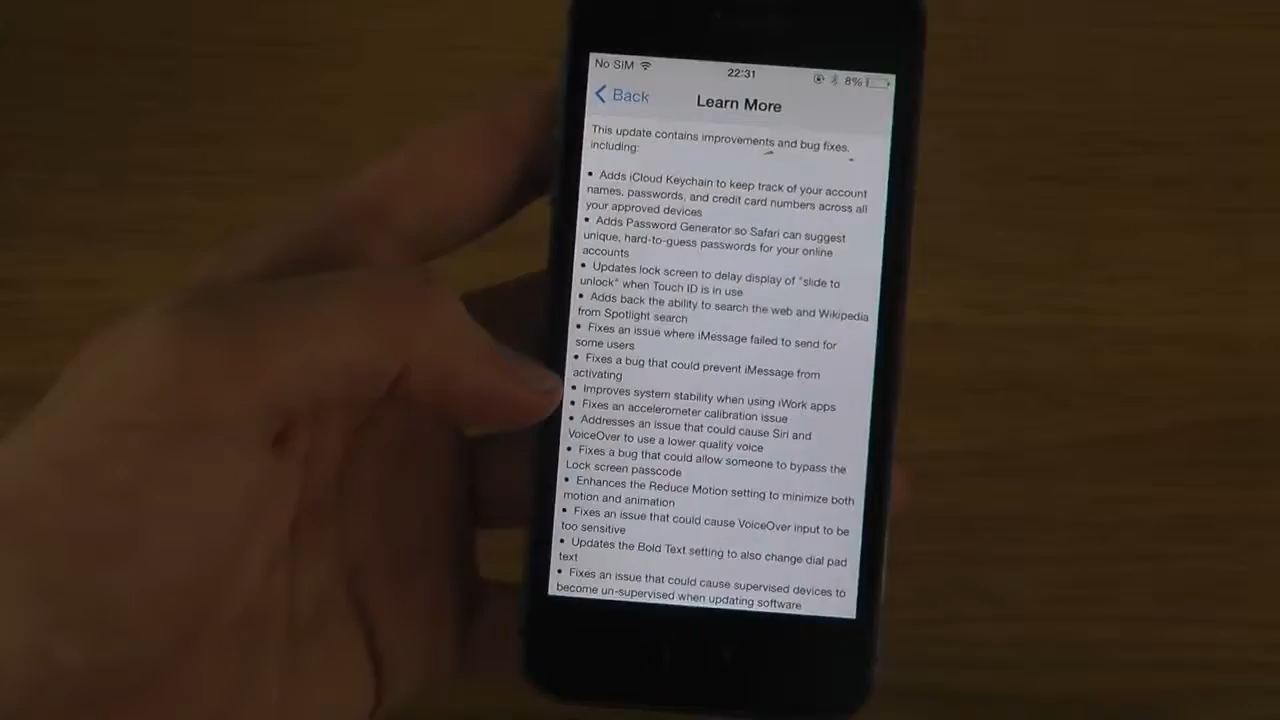 No SIM 22:31 8%
Back Learn More
This update contains improvements and bug fixes,
including:
• Adds iCloud Keychain to keep track of your account
names, passwords, and credit card numbers across all
your approved devices
• Adds Password Generator so Safari can suggest
unique, hard-to-guess passwords for your online
accounts
• Updates lock screen to delay display of "slide to
unlock" when Touch ID is in use
• Adds back the ability to search the web and Wikipedia
from Spotlight search
• Fixes an issue where iMessage failed to send for
some users
• Fixes a bug that could prevent iMessage from
activating
• Improves system stability when using iWork apps
• Fixes an accelerometer calibration issue
• Addresses an issue that could cause Siri and
VoiceOver to use a lower quality voice
• Fixes a bug that could allow someone to bypass the
Lock screen passcode
• Enhances the Reduce Motion setting to minimize both
motion and animation
• Fixes an issue that could cause VoiceOver input to be
too sensitive
• Updates the Bold Text setting to also change dial pad
text
• Fixes an issue that could cause supervised devices to
become un-supervised when updating software